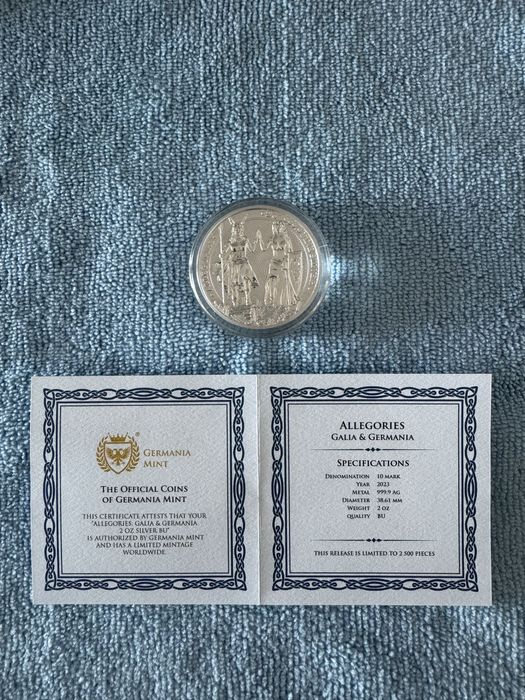 GERMANIA
MINT
THE OFFICIAL COINS
OF GERMANIA MINT
THIS CERTIFICATE ATTESTS THAT YOUR
"ALLEGORIES: GALIA & GERMANIA
2 OZ SILVER BU"
IS AUTHORIZED BY GERMANIA MINT
AND HAS A LIMITED MINTAGE
WORLDWIDE.
ALLEGORIES
GALIA & GERMANIA
SPECIFICATIONS
DENOMINATION 10 MARK
YEAR 2023
METAL 999.9 AG
DIAMETER 38.61 MM
WEIGHT 2 OZ
QUALITY BU
THIS RELEASE IS LIMITED TO 2 500 PIECES